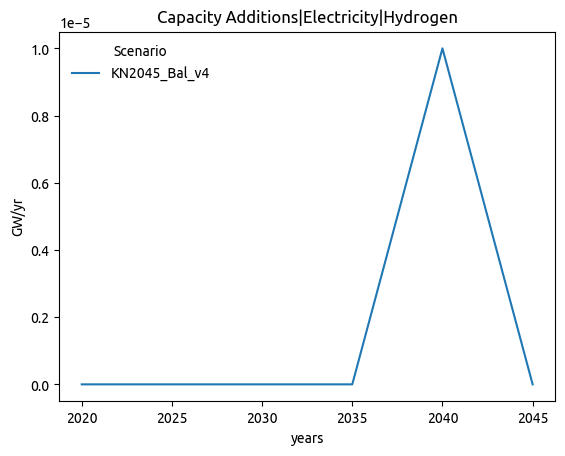 Capacity Additions|Electricity|Hydrogen
1e−5
Scenario
KN2045_Bal_v4
1.0
0.8
0.6
0.4
0.2
0.0
GW/yr
2020 2025 2030 2035 2040 2045
years